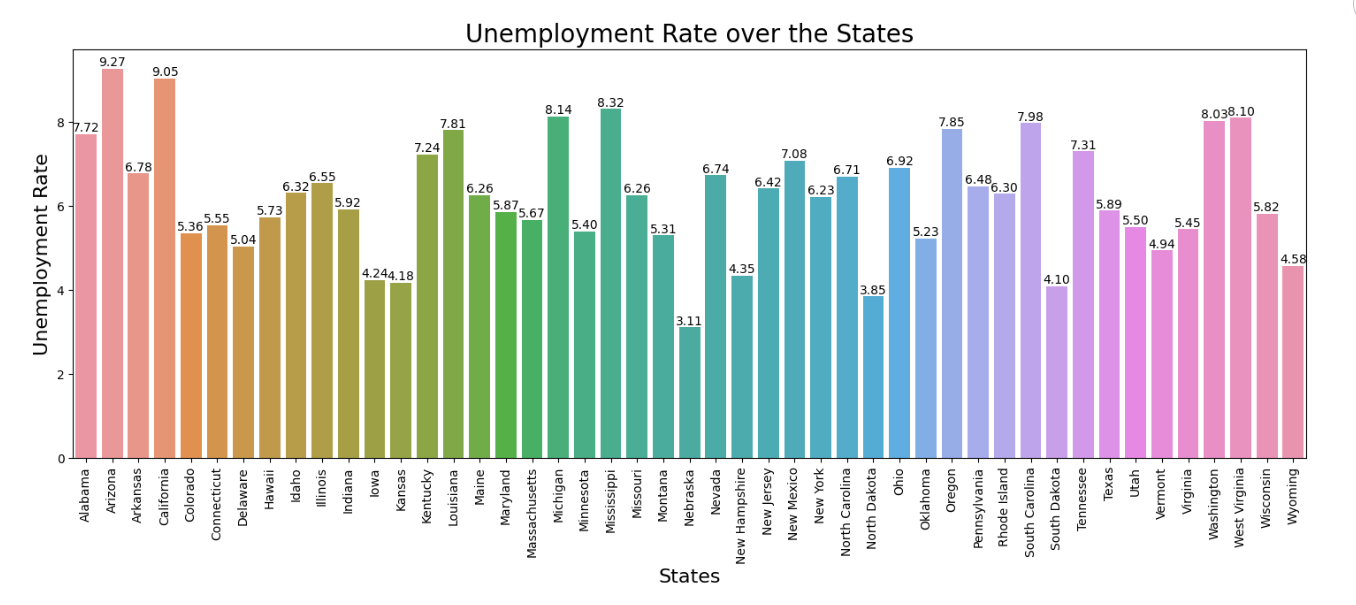 Unemployment Rate over the States
Unemployment Rate
8
6
4
2
0
7.72
9.27
6.78
9.05
5.36
5.55
5.04
5.73
6.32
6.55
5.92
4.24
4.18
7.24
7.81
6.26
5.87
5.67
8.14
5.40
8.32
6.26
5.31
3.11
6.74
4.35
6.42
7.08
6.23
6.71
3.85
6.92
5.23
7.85
6.48
6.30
7.98
4.10
7.31
5.89
5.50
4.94
5.45
8.03
8.10
5.82
4.58
Alabama
Arizona
Arkansas
California
Colorado
Connecticut
Delaware
Hawaii
Idaho
Illinois
Indiana
Iowa
Kansas
Kentucky
Louisiana
Maine
Maryland
Massachusetts
Michigan
Minnesota
Mississippi
Missouri
Montana
Nebraska
Nevada
New Hampshire
New Jersey
New Mexico
New York
North Carolina
North Dakota
Ohio
Oklahoma
Oregon
Pennsylvania
Rhode Island
South Carolina
South Dakota
Tennessee
Texas
Utah
Vermont
Virginia
Washington
West Virginia
Wisconsin
Wyoming
States